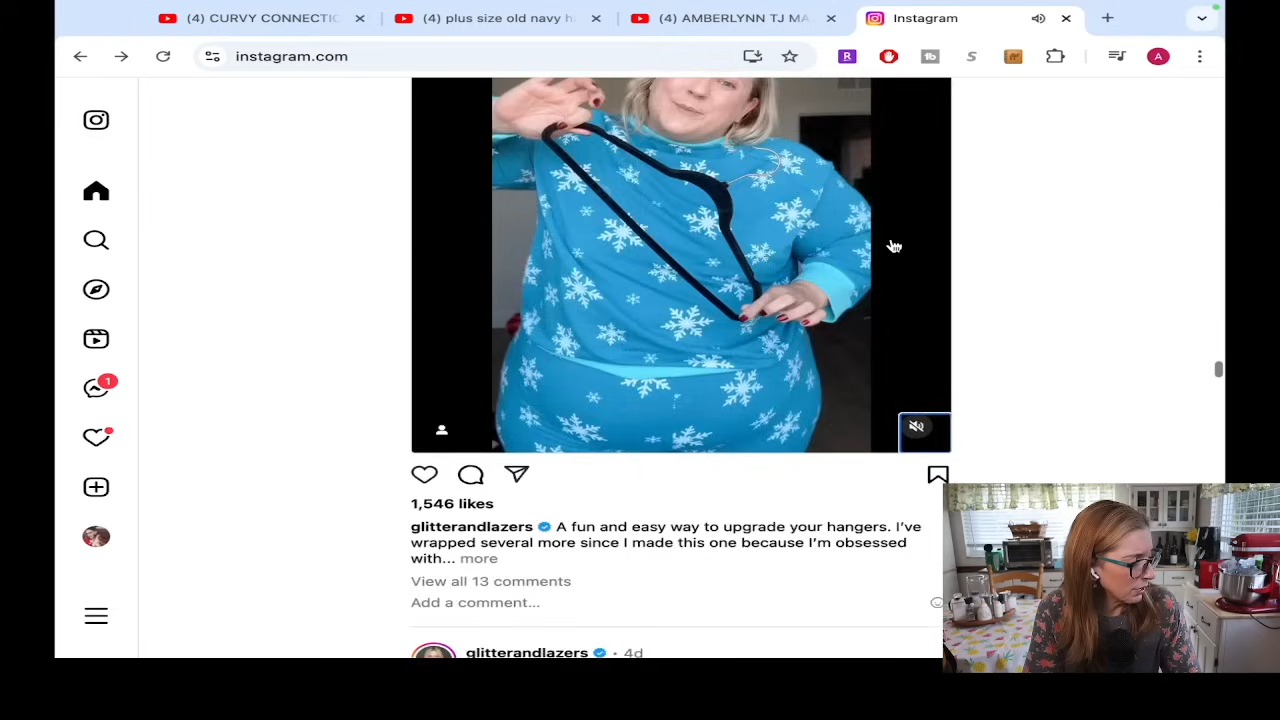 (4) CURVY CONNECTIC
(4) plus size old navy h
(4) AMBERLYNN TJ MA
Instagram
instagram.com
R
tb
S
A
1
1,546 likes
glitterandlazers A fun and easy way to upgrade your hangers. I've
wrapped several more since I made this one because I'm obsessed
with... more
View all 13 comments
Add a comment...
glitterandlazers • 4d